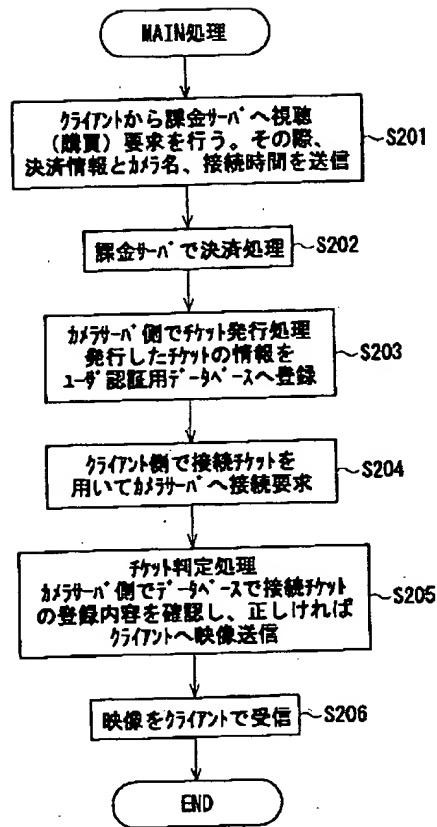 MAIN処理
クライアントから課金サーバへ視聴
(購買)要求を行う。その際、
決済情報とカメラ名、接続時間を送信
S201
課金サーバで決済処理
S202
カメラサーバ側でチケット発行処理
発行したチケットの情報を
ユーザ認証用データベースへ登録
S203
クライアント側で接続チケットを
用いてカメラサーバへ接続要求
S204
チケット判定処理
カメラサーバ側でデータベースで接続チケット
の登録内容を確認し、正しければ
クライアントへ映像送信
S205
映像をクライアントで受信
S206
END